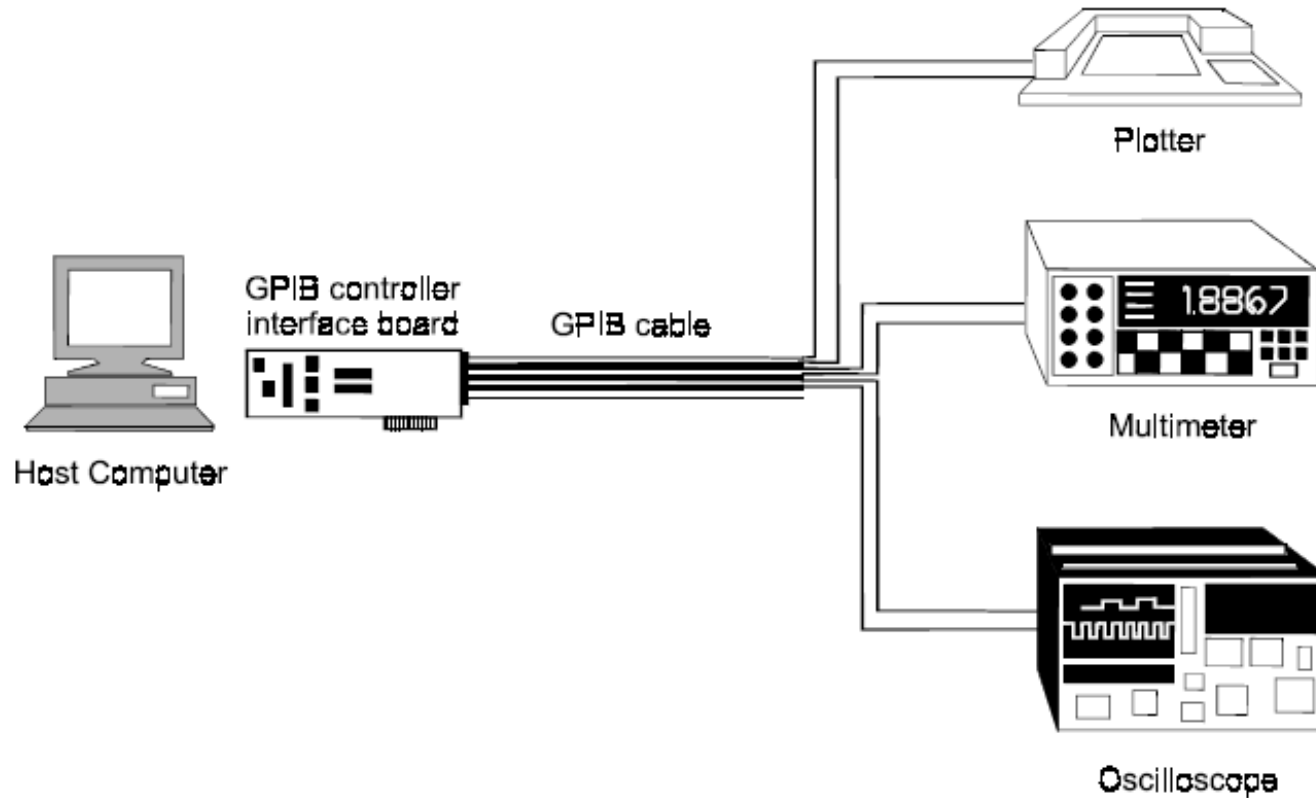 Plotter
GPIB controller
interface board
GPIB cable
1.8867
Host Computer
Multimeter
Oscilloscope